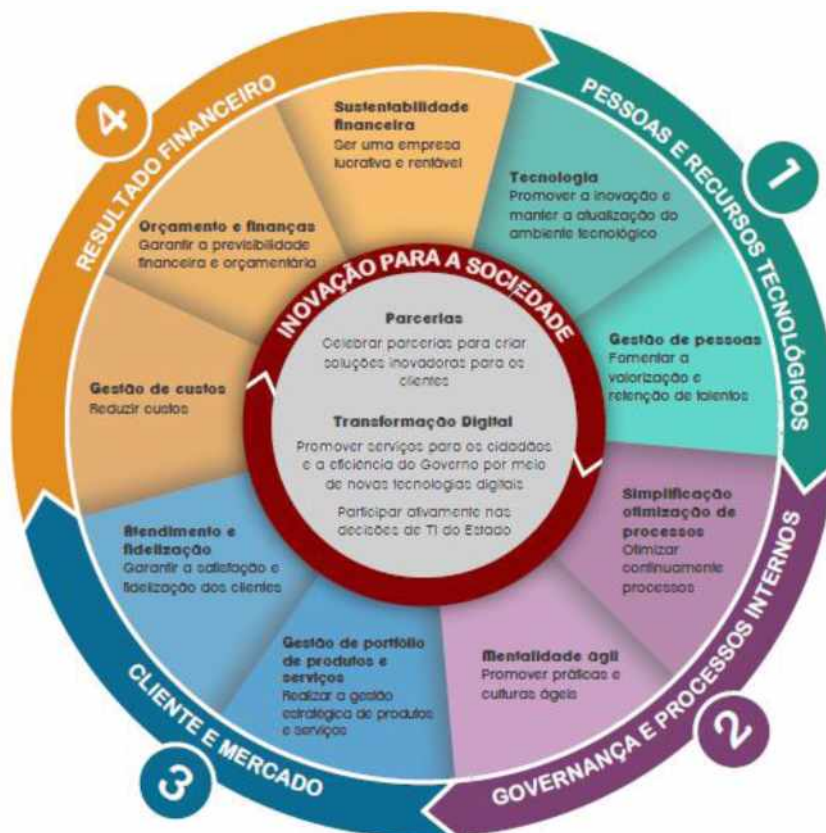 4
RESULTADO FINANCEIRO
Sustentabilidade
financeira
Ser uma empresa
lucrativa e rentável
Orçamento e finanças
Garantir a previsibilidade
financeira e orçamentária
Gestão de custos
Reduzir custos
1
PESSOAS E RECURSOS TECNOLÓGICOS
Tecnologia
Promover a inovação e
manter a atualização do
ambiente tecnológico
Gestão de pessoas
Fomentar a
valorização e
retenção de talentos
INOVAÇÃO PARA A SOCIEDADE
Parcerias
Celebrar parcerias para criar
soluções inovadoras para os
clientes
Transformação Digital
Promover serviços para os cidadãos
e a eficiência do Governo por meio
de novas tecnologias digitais
Participar ativamente nas
decisões de TI do Estado
2
GOVERNANÇA E PROCESSOS INTERNOS
Simplificação
otimização de
processos
Otimizar
continuamente
processos
Mentalidade agil
Promover práticas e
culturas ágeis
3
CLIENTE E MERCADO
Gestão de portfólio
de produtos e
serviços
Realizar a gestão
estratégica de produtos
e serviços
Atendimento e
fidelização
Garantir a satisfação e
fidelização dos clientes